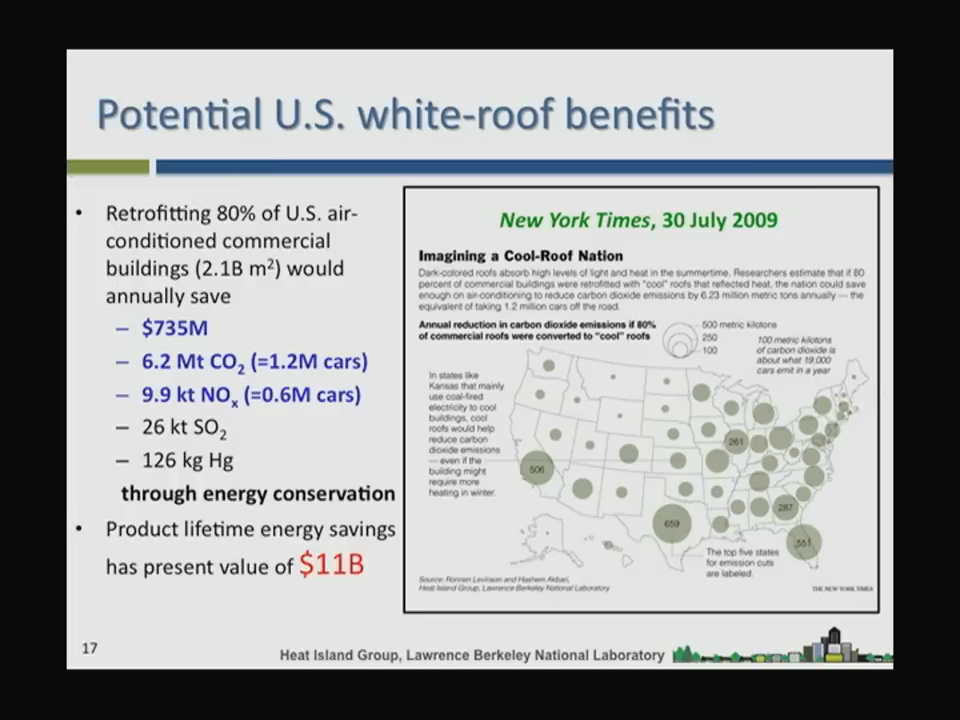 Potential U.S. white-roof benefits
• Retrofitting 80% of U.S. air-
conditioned commercial
buildings (2.1B m²) would
annually save
– $735M
– 6.2 Mt CO₂ (=1.2M cars)
– 9.9 kt NOₓ (=0.6M cars)
– 26 kt SO₂
– 126 kg Hg
through energy conservation
• Product lifetime energy savings
has present value of $11B
New York Times, 30 July 2009
Imagining a Cool-Roof Nation
Dark-colored roofs absorb high levels of light and heat in the summertime. Researchers estimate that if 80
percent of commercial buildings were retrofitted with "cool" roofs that reflected heat, the nation could save
enough on air-conditioning to reduce carbon dioxide emissions by 6.23 million metric tons annually — the
equivalent of taking 1.2 million cars off the road.
Annual reduction in carbon dioxide emissions if 80%
of commercial roofs were converted to "cool" roofs
500 metric kilotons
250
100
100 metric kilotons
of carbon dioxide is
about what 19,000
cars emit in a year
In states like
Kansas that mainly
use coal-fired
electricity to cool
buildings, cool
roofs would help
reduce carbon
dioxide emissions
— even if the
building might
require more
heating in winter.
261
506
287
659
551
The top five states
for emission cuts
are labeled.
Source: Ronnen Levinson and Hashem Akbari,
Heat Island Group, Lawrence Berkeley National Laboratory
THE NEW YORK TIMES
17
Heat Island Group, Lawrence Berkeley National Laboratory